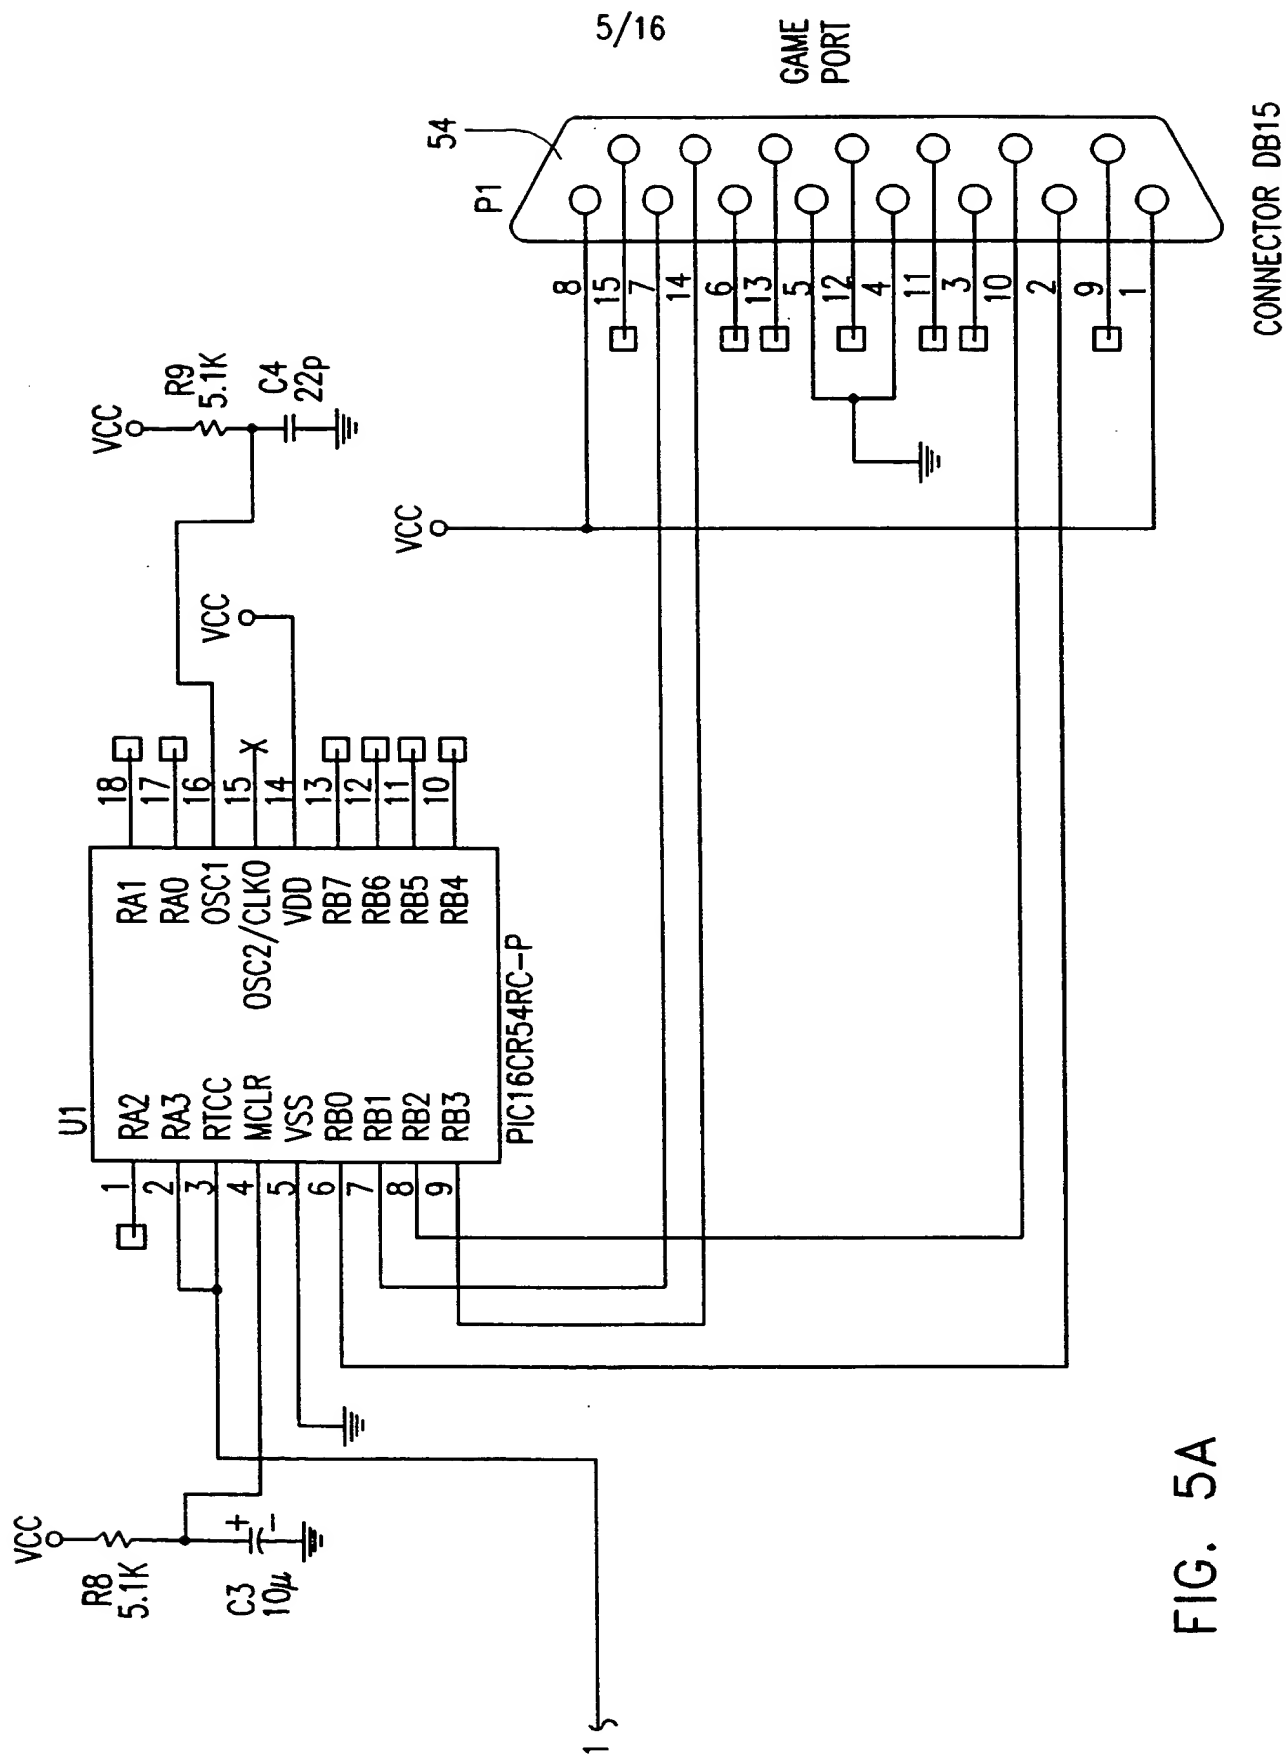 5/16
VCC
R8
5.1K
C3
10μ
+
-
1
U1
1
2
3
4
5
6
7
8
9
RA2
RA3
RTCC
MCLR
VSS
RB0
RB1
RB2
RB3
RA1
RA0
OSC1
OSC2/CLKO
VDD
RB7
RB6
RB5
RB4
PIC16CR54RC-P
18
17
16
15
14
13
12
11
10
VCC
VCC
R9
5.1K
C4
22p
VCC
P1
54
8
15
7
14
6
13
5
12
4
11
3
10
2
9
1
GAME
PORT
CONNECTOR DB15
FIG. 5A